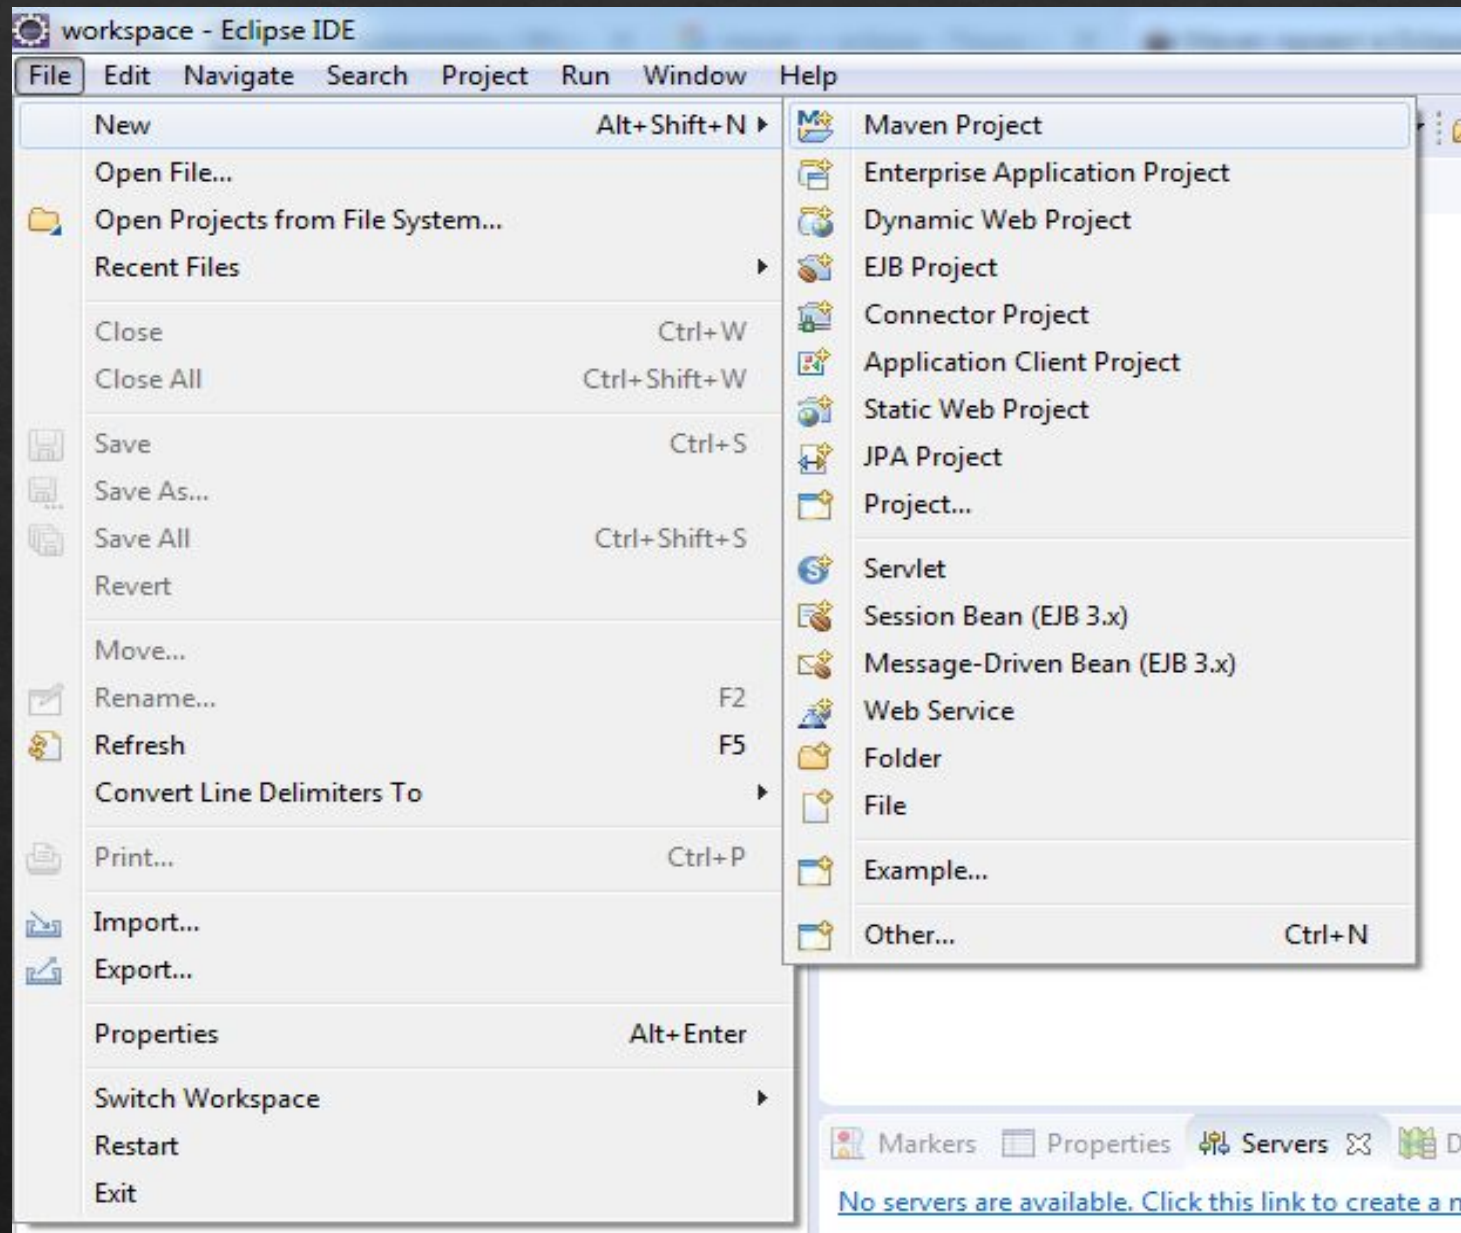 workspace - Eclipse IDE
File Edit Navigate Search Project Run Window Help
New Alt+Shift+N
Open File...
Open Projects from File System...
Recent Files
Close Ctrl+W
Close All Ctrl+Shift+W
Save Ctrl+S
Save As...
Save All Ctrl+Shift+S
Revert
Move...
Rename... F2
Refresh F5
Convert Line Delimiters To
Print... Ctrl+P
Import...
Export...
Properties Alt+Enter
Switch Workspace
Restart
Exit
Maven Project
Enterprise Application Project
Dynamic Web Project
EJB Project
Connector Project
Application Client Project
Static Web Project
JPA Project
Project...
Servlet
Session Bean (EJB 3.x)
Message-Driven Bean (EJB 3.x)
Web Service
Folder
File
Example...
Other... Ctrl+N
Markers Properties Servers
No servers are available. Click this link to create a